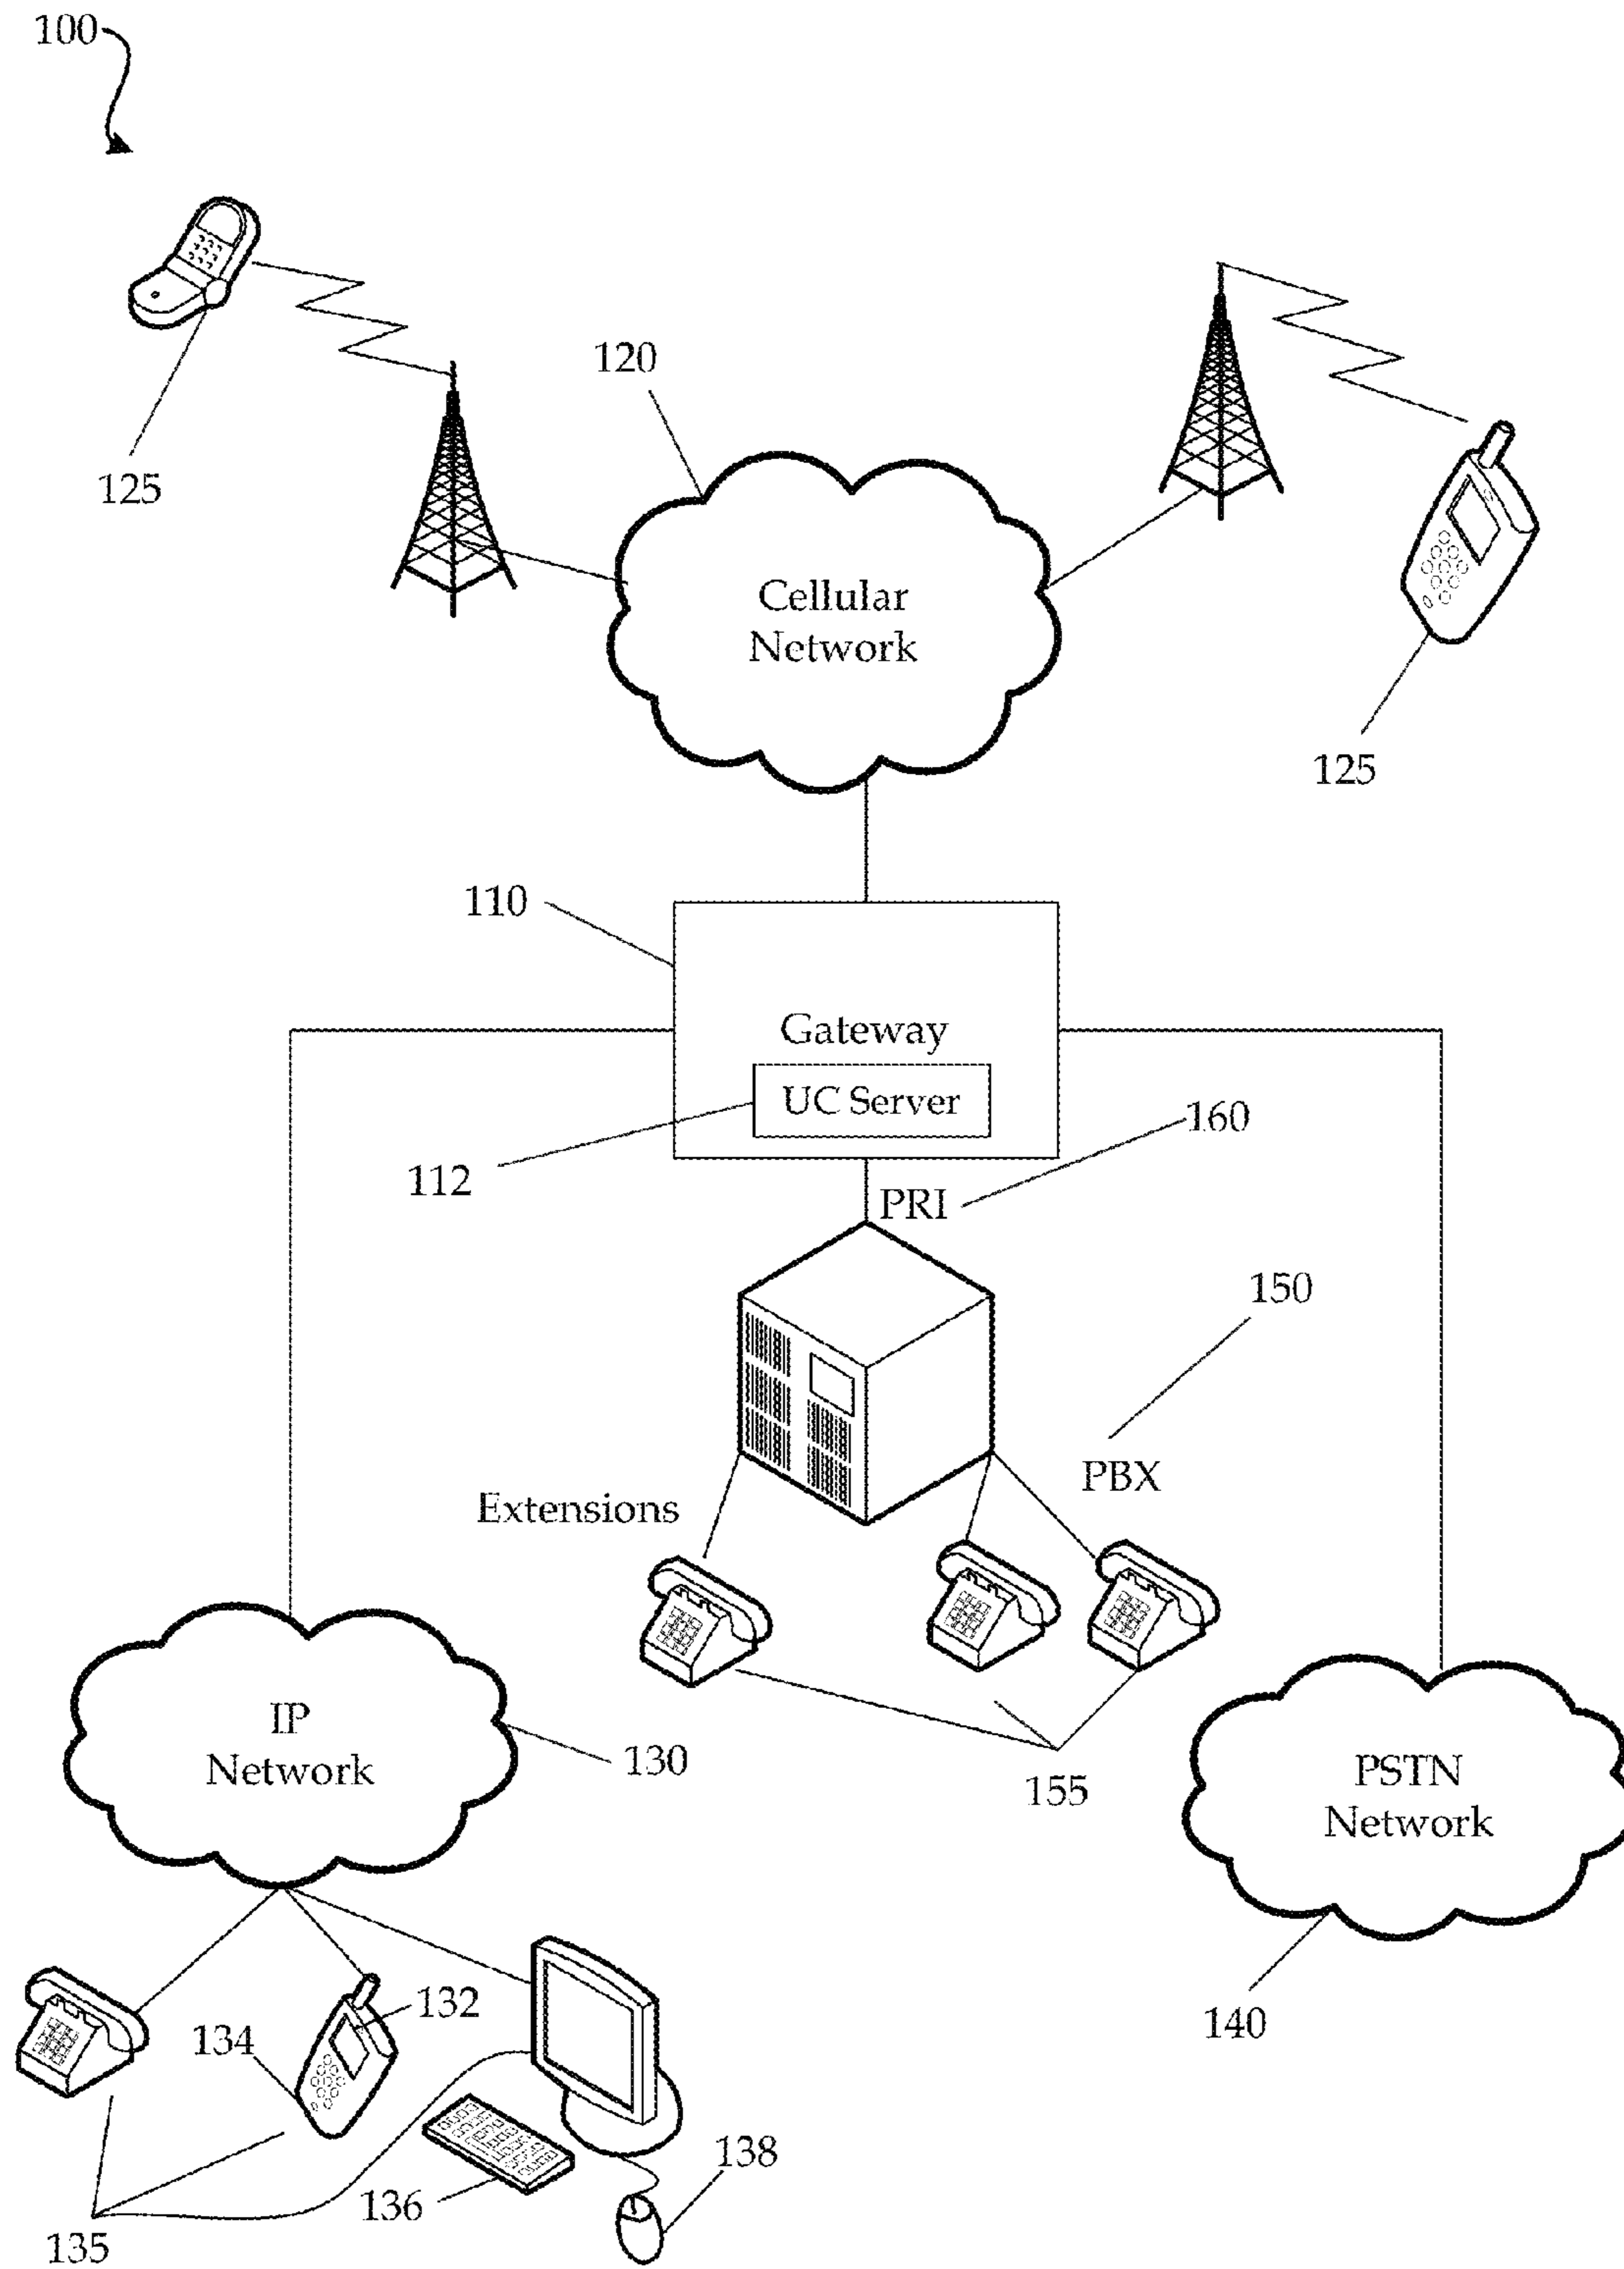 100
120
125
Cellular
Network
125
110
Gateway
UC Server
160
112
PRI
150
PBX
Extensions
IP
Network
130
155
PSTN
Network
132
134
140
138
136
135